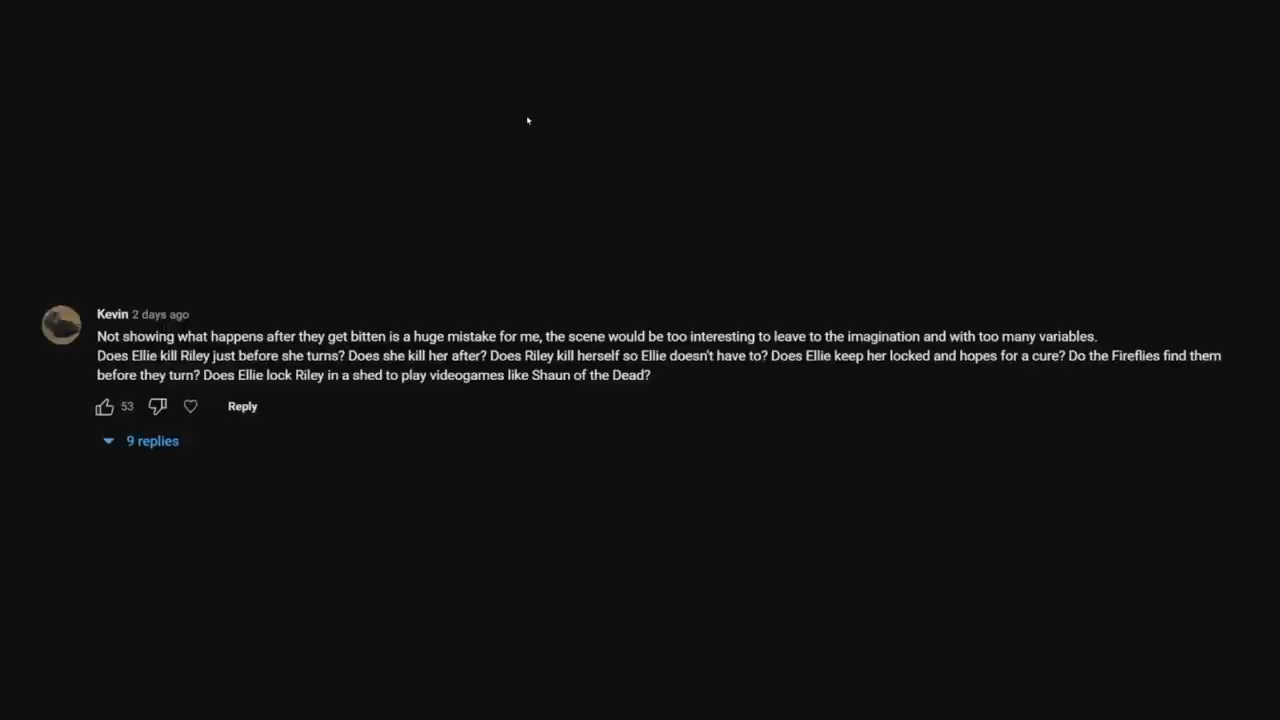 Kevin 2 days ago
Not showing what happens after they get bitten is a huge mistake for me, the scene would be too interesting to leave to the imagination and with too many variables.
Does Ellie kill Riley just before she turns? Does she kill her after? Does Riley kill herself so Ellie doesn't have to? Does Ellie keep her locked and hopes for a cure? Do the Fireflies find them
before they turn? Does Ellie lock Riley in a shed to play videogames like Shaun of the Dead?
53 Reply
9 replies